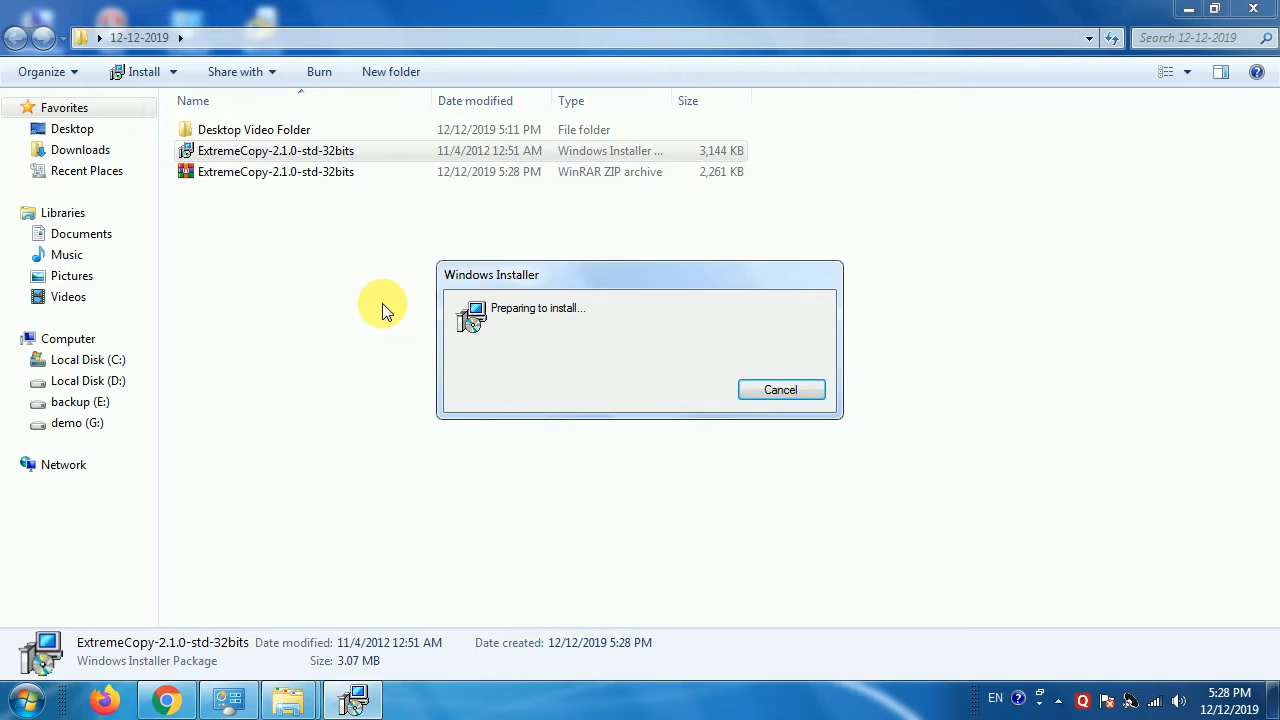 12-12-2019
Search 12-12-2019
Organize Install Share with Burn New folder
Favorites
Desktop
Downloads
Recent Places
Libraries
Documents
Music
Pictures
Videos
Computer
Local Disk (C:)
Local Disk (D:)
backup (E:)
demo (G:)
Network
Name Date modified Type Size
Desktop Video Folder 12/12/2019 5:11 PM File folder
ExtremeCopy-2.1.0-std-32bits 11/4/2012 12:51 AM Windows Installer ... 3,144 KB
ExtremeCopy-2.1.0-std-32bits 12/12/2019 5:28 PM WinRAR ZIP archive 2,261 KB
Windows Installer
Preparing to install...
Cancel
ExtremeCopy-2.1.0-std-32bits Date modified: 11/4/2012 12:51 AM Date created: 12/12/2019 5:28 PM
Windows Installer Package Size: 3.07 MB
EN
5:28 PM
12/12/2019